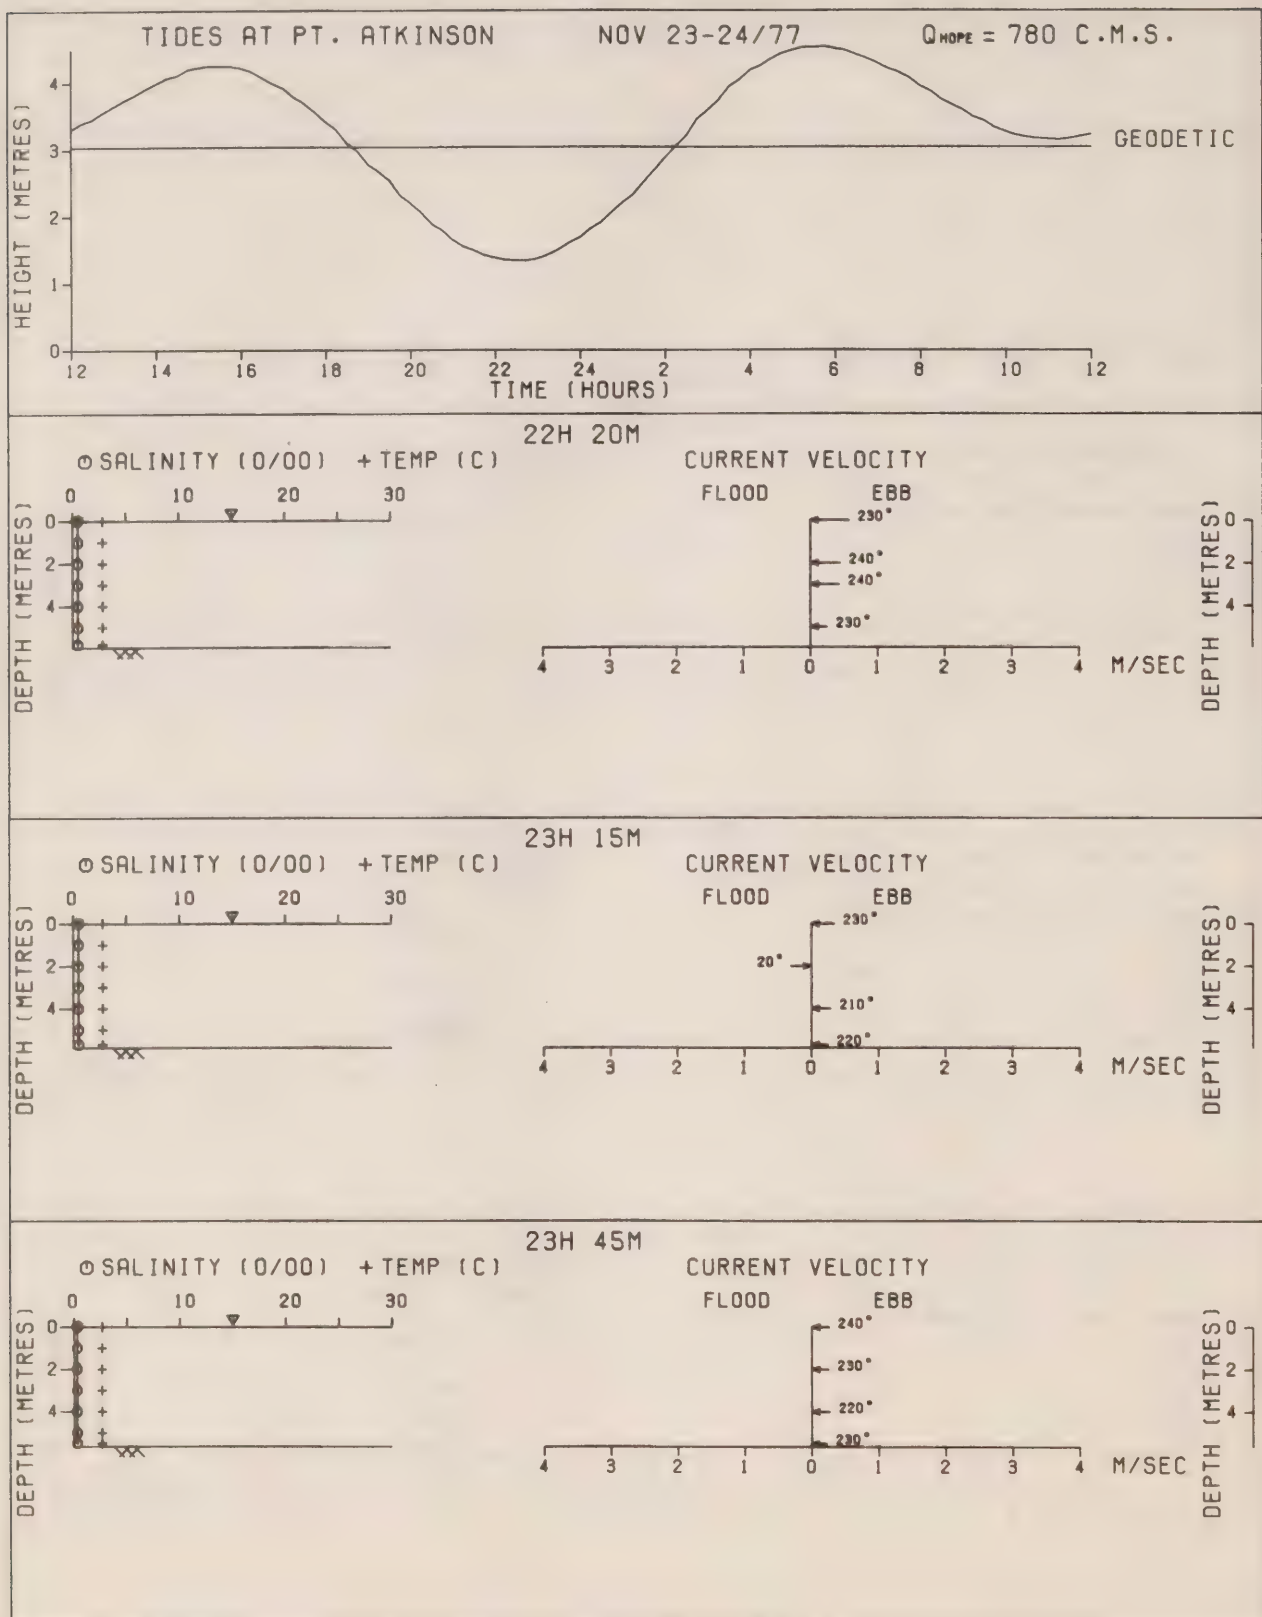 TIDES AT PT. ATKINSON NOV 23-24/77 QHOPE = 780 C.M.S.
HEIGHT (METRES)
4
3
2
1
0
GEODETIC
12 14 16 18 20 22 24 2 4 6 8 10 12
TIME (HOURS)
22H 20M
SALINITY (0/00) + TEMP (C) CURRENT VELOCITY
FLOOD EBB
0 10 20 30
DEPTH (METRES)
0
2
4
230°
240°
240°
230°
4 3 2 1 0 1 2 3 4 M/SEC
DEPTH (METRES)
0
2
4
23H 15M
SALINITY (0/00) + TEMP (C) CURRENT VELOCITY
FLOOD EBB
0 10 20 30
DEPTH (METRES)
0
2
4
230°
20°
210°
220°
4 3 2 1 0 1 2 3 4 M/SEC
DEPTH (METRES)
0
2
4
23H 45M
SALINITY (0/00) + TEMP (C) CURRENT VELOCITY
FLOOD EBB
0 10 20 30
DEPTH (METRES)
0
2
4
240°
230°
220°
230°
4 3 2 1 0 1 2 3 4 M/SEC
DEPTH (METRES)
0
2
4